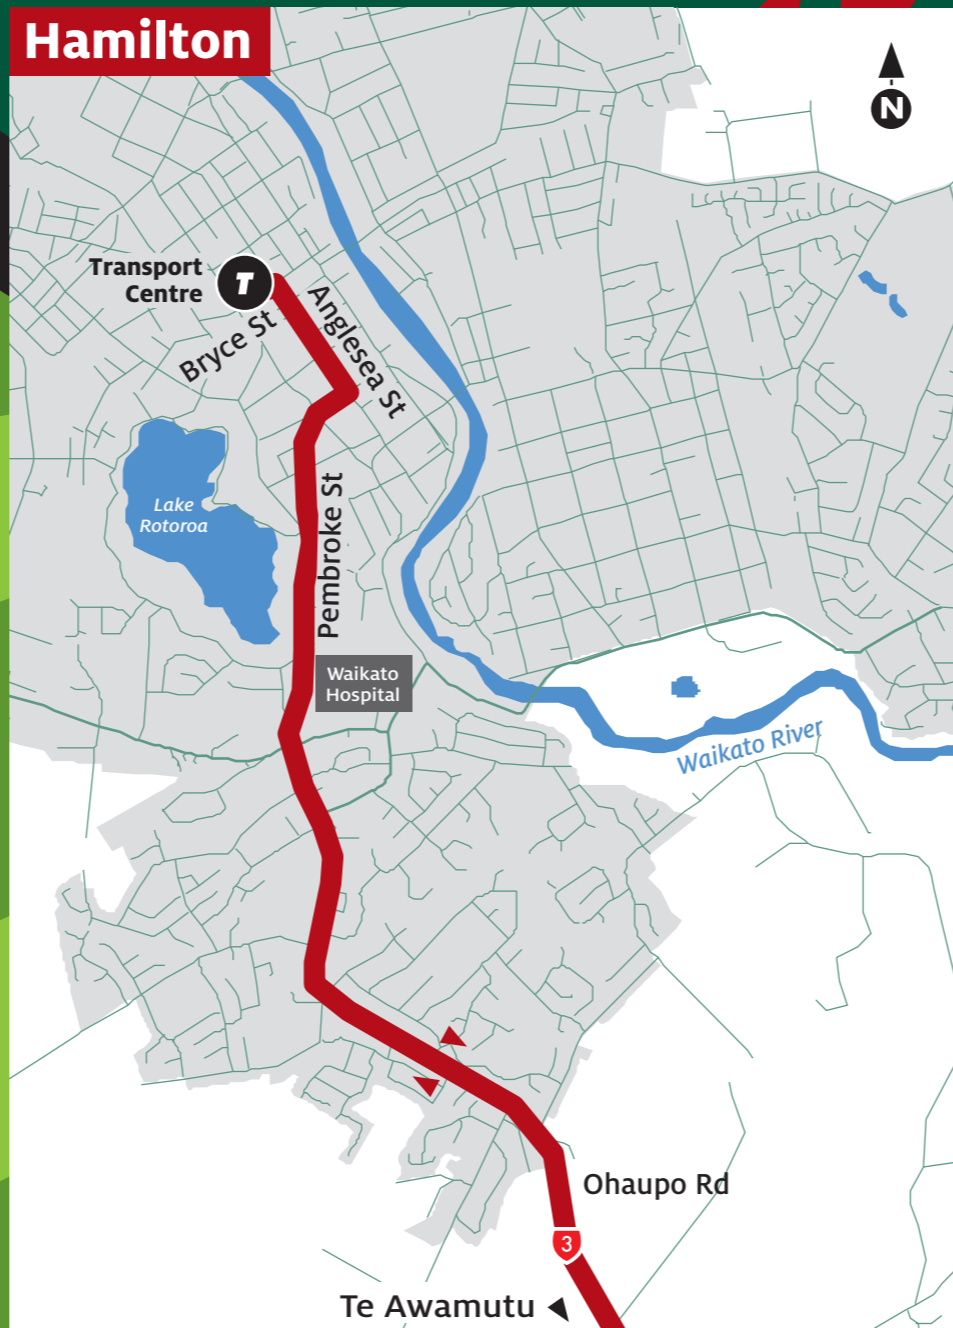 Hamilton
N
Transport
Centre
T
Bryce St
Anglesea St
Lake
Rotoroa
Pembroke St
Waikato
Hospital
Waikato River
Ohaupo Rd
3
Te Awamutu